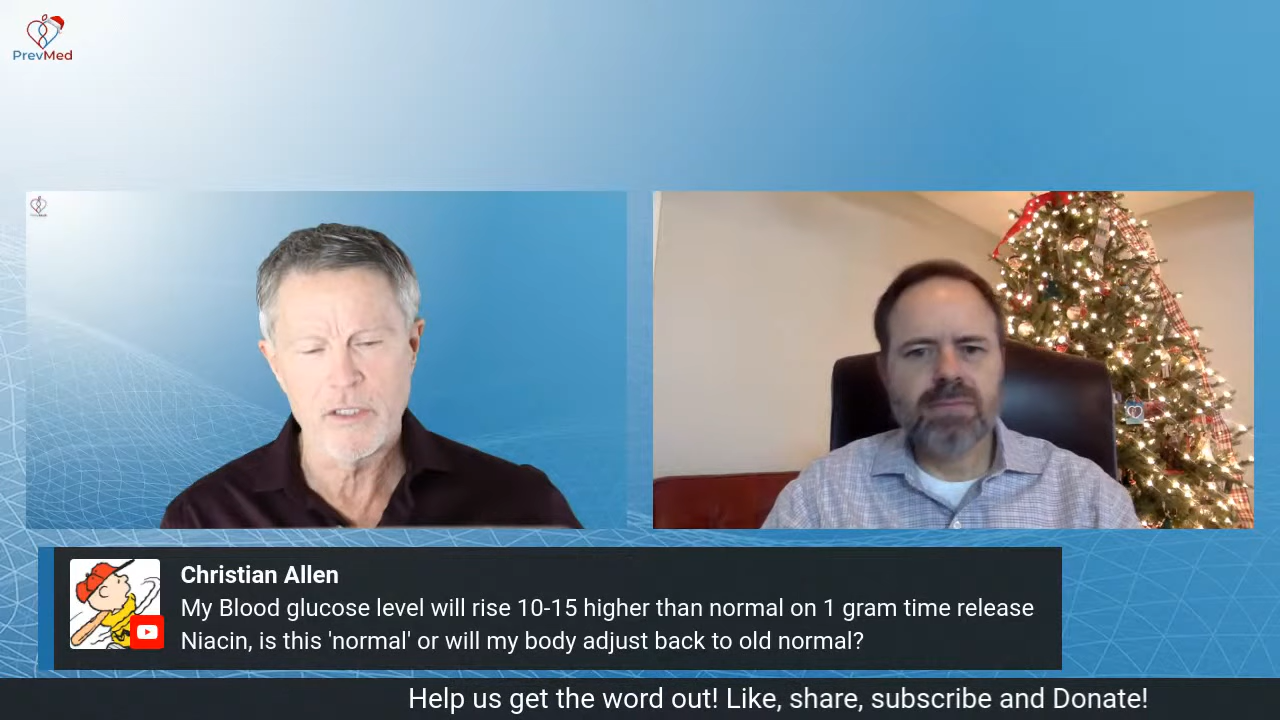 PrevMed
Christian Allen
My Blood glucose level will rise 10-15 higher than normal on 1 gram time release
Niacin, is this 'normal' or will my body adjust back to old normal?
Help us get the word out! Like, share, subscribe and Donate!